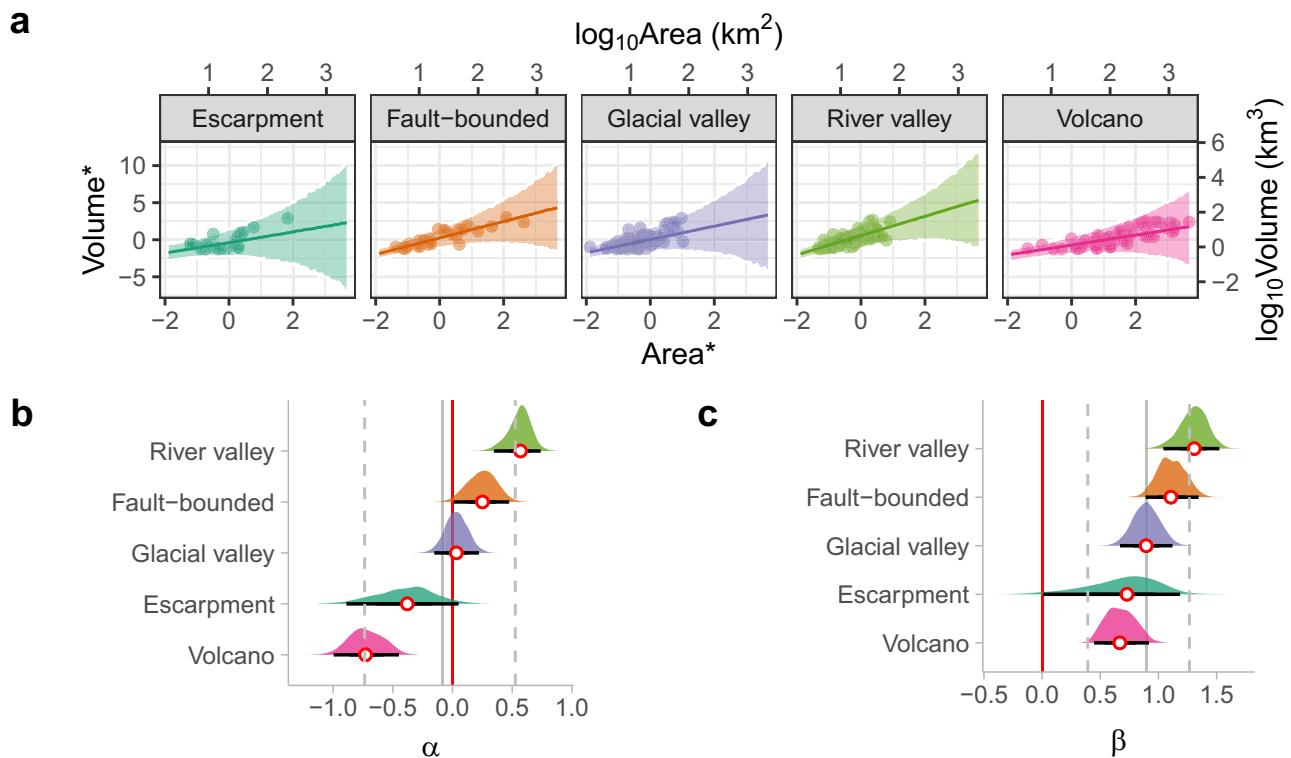 a
log10Area (km2)
1 2 3 1 2 3 1 2 3 1 2 3 1 2 3
Escarpment Fault−bounded Glacial valley River valley Volcano
Volume*
10
5
0
−5
6
4
2
0
−2
log10Volume (km3)
−2 0 2 −2 0 2 −2 0 2 −2 0 2 −2 0 2
Area*
b
River valley
Fault−bounded
Glacial valley
Escarpment
Volcano
−1.0 −0.5 0.0 0.5 1.0
α
c
River valley
Fault−bounded
Glacial valley
Escarpment
Volcano
−0.5 0.0 0.5 1.0 1.5
β